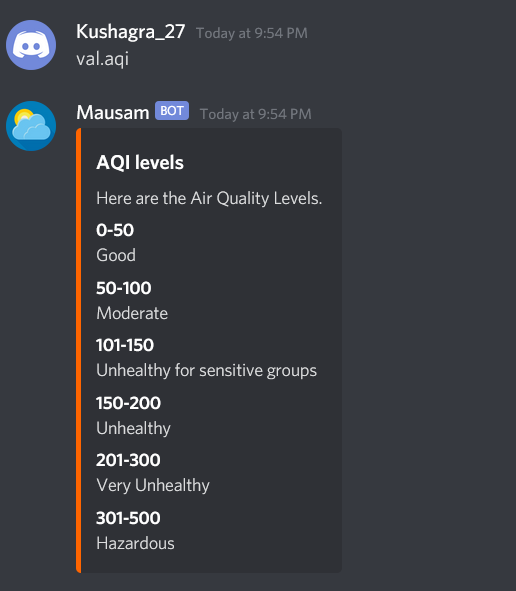 Kushagra_27 Today at 9:54 PM
val.aqi
Mausam BOT Today at 9:54 PM
AQI levels
Here are the Air Quality Levels.
0-50
Good
50-100
Moderate
101-150
Unhealthy for sensitive groups
150-200
Unhealthy
201-300
Very Unhealthy
301-500
Hazardous